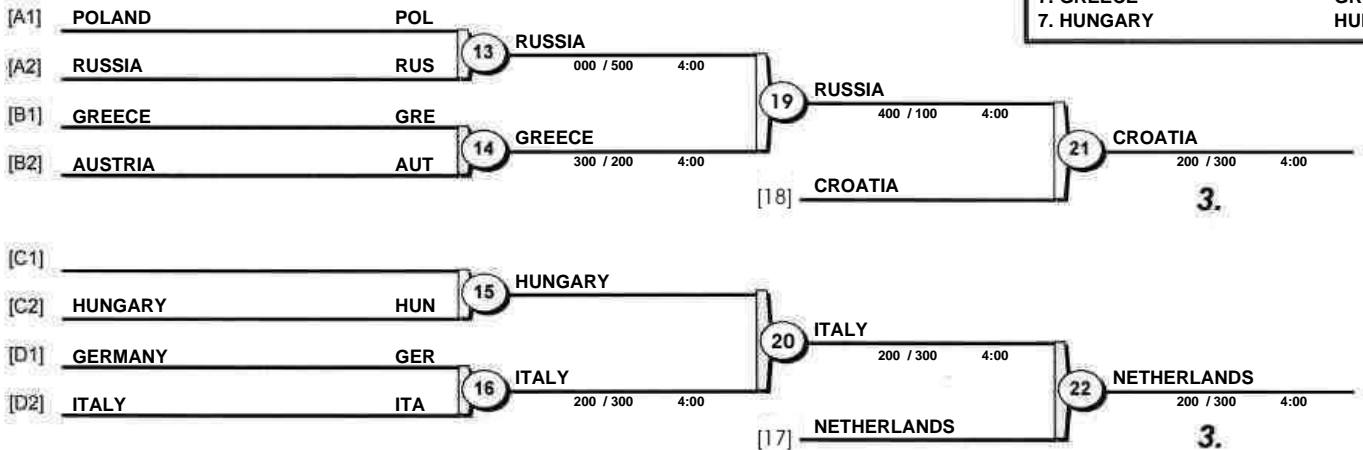 7. HUNGARY
[A1] POLAND POL
13 RUSSIA
000 / 500 4:00
[A2] RUSSIA RUS
19 RUSSIA
400 / 100 4:00
[B1] GREECE GRE
14 GREECE
300 / 200 4:00
21 CROATIA
200 / 300 4:00
[B2] AUSTRIA AUT
[18] CROATIA
3.
[C1]
15 HUNGARY
[C2] HUNGARY HUN
20 ITALY
200 / 300 4:00
[D1] GERMANY GER
16 ITALY
200 / 300 4:00
22 NETHERLANDS
200 / 300 4:00
[D2] ITALY ITA
[17] NETHERLANDS
3.